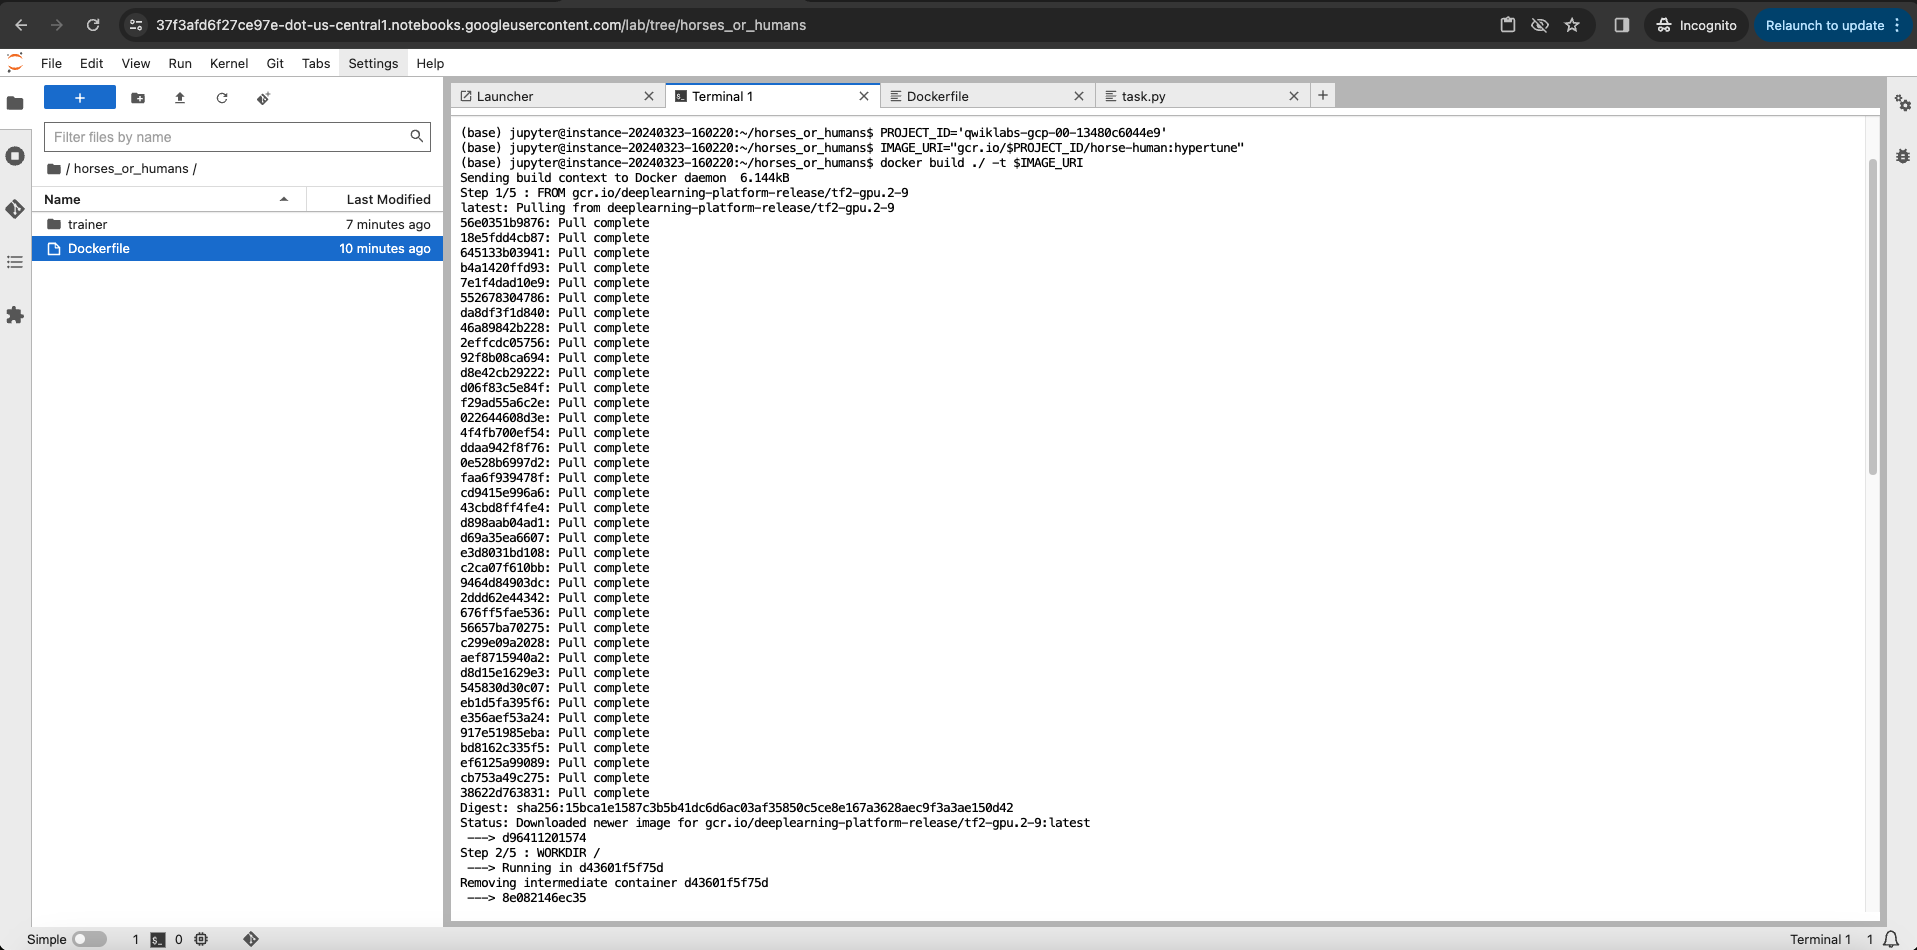 37f3afd6f27ce97e-dot-us-central1.notebooks.googleusercontent.com/lab/tree/horses_or_humans
Incognito
Relaunch to update
File Edit View Run Kernel Git Tabs Settings Help
Launcher
Terminal 1
Dockerfile
task.py
Filter files by name
/ horses_or_humans /
Name Last Modified
trainer 7 minutes ago
Dockerfile 10 minutes ago
(base) jupyter@instance-20240323-160220:~/horses_or_humans$ PROJECT_ID='qwiklabs-gcp-00-13480c6044e9'
(base) jupyter@instance-20240323-160220:~/horses_or_humans$ IMAGE_URI="gcr.io/$PROJECT_ID/horse-human:hypertune"
(base) jupyter@instance-20240323-160220:~/horses_or_humans$ docker build ./ -t $IMAGE_URI
Sending build context to Docker daemon  6.144kB
Step 1/5 : FROM gcr.io/deeplearning-platform-release/tf2-gpu.2-9
latest: Pulling from deeplearning-platform-release/tf2-gpu.2-9
56e0351b9876: Pull complete
18e5fdd4cb87: Pull complete
645133b03941: Pull complete
b4a1420ffd93: Pull complete
7e1f4dad10e9: Pull complete
552678304786: Pull complete
da8df3f1d840: Pull complete
46a89842b228: Pull complete
2effcdc05756: Pull complete
92f8b08ca694: Pull complete
d8e42cb29222: Pull complete
d06f83c5e84f: Pull complete
f29ad55a6c2e: Pull complete
022644608d3e: Pull complete
4f4fb700ef54: Pull complete
ddaa942f8f76: Pull complete
0e528b6997d2: Pull complete
faa6f939478f: Pull complete
cd9415e996a6: Pull complete
43cbd8ff4fe4: Pull complete
d898aab04ad1: Pull complete
d69a35ea6607: Pull complete
e3d8031bd108: Pull complete
c2ca07f610bb: Pull complete
9464d84903dc: Pull complete
2ddd62e44342: Pull complete
676ff5fae536: Pull complete
56657ba70275: Pull complete
c299e09a2028: Pull complete
aef8715940a2: Pull complete
d8d15e1629e3: Pull complete
545830d30c07: Pull complete
eb1d5fa395f6: Pull complete
e356aef53a24: Pull complete
917e51985eba: Pull complete
bd8162c335f5: Pull complete
ef6125a99089: Pull complete
cb753a49c275: Pull complete
38622d763831: Pull complete
Digest: sha256:15bca1e1587c3b5b41dc6d6ac03af35850c5ce8e167a3628aec9f3a3ae150d42
Status: Downloaded newer image for gcr.io/deeplearning-platform-release/tf2-gpu.2-9:latest
---> d96411201574
Step 2/5 : WORKDIR /
---> Running in d43601f5f75d
Removing intermediate container d43601f5f75d
---> 8e082146ec35
Simple 1 0 Terminal 1 1